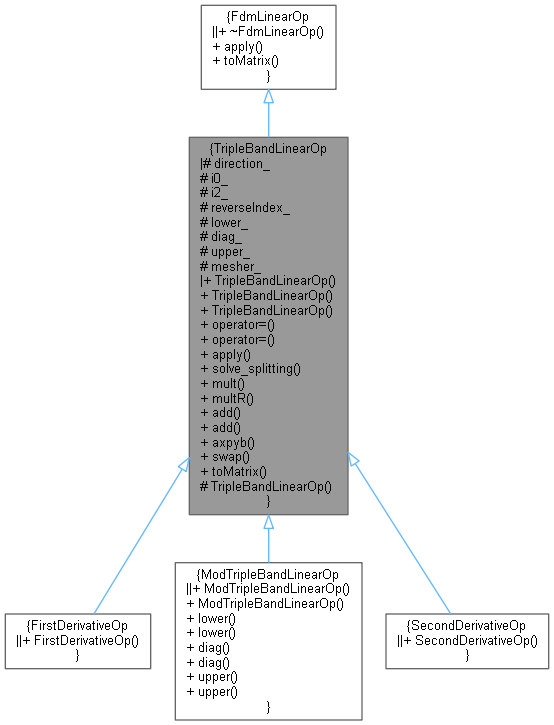 {FdmLinearOp
||+ ~FdmLinearOp()
+ apply()
+ toMatrix()
}
{TripleBandLinearOp
|# direction_
# i0_
# i2_
# reverseIndex_
# lower_
# diag_
# upper_
# mesher_
|+ TripleBandLinearOp()
+ TripleBandLinearOp()
+ TripleBandLinearOp()
+ operator=()
+ operator=()
+ apply()
+ solve_splitting()
+ mult()
+ multR()
+ add()
+ add()
+ axpyb()
+ swap()
+ toMatrix()
# TripleBandLinearOp()
}
{FirstDerivativeOp
||+ FirstDerivativeOp()
}
{ModTripleBandLinearOp
||+ ModTripleBandLinearOp()
+ ModTripleBandLinearOp()
+ lower()
+ lower()
+ diag()
+ diag()
+ upper()
+ upper()
}
{SecondDerivativeOp
||+ SecondDerivativeOp()
}